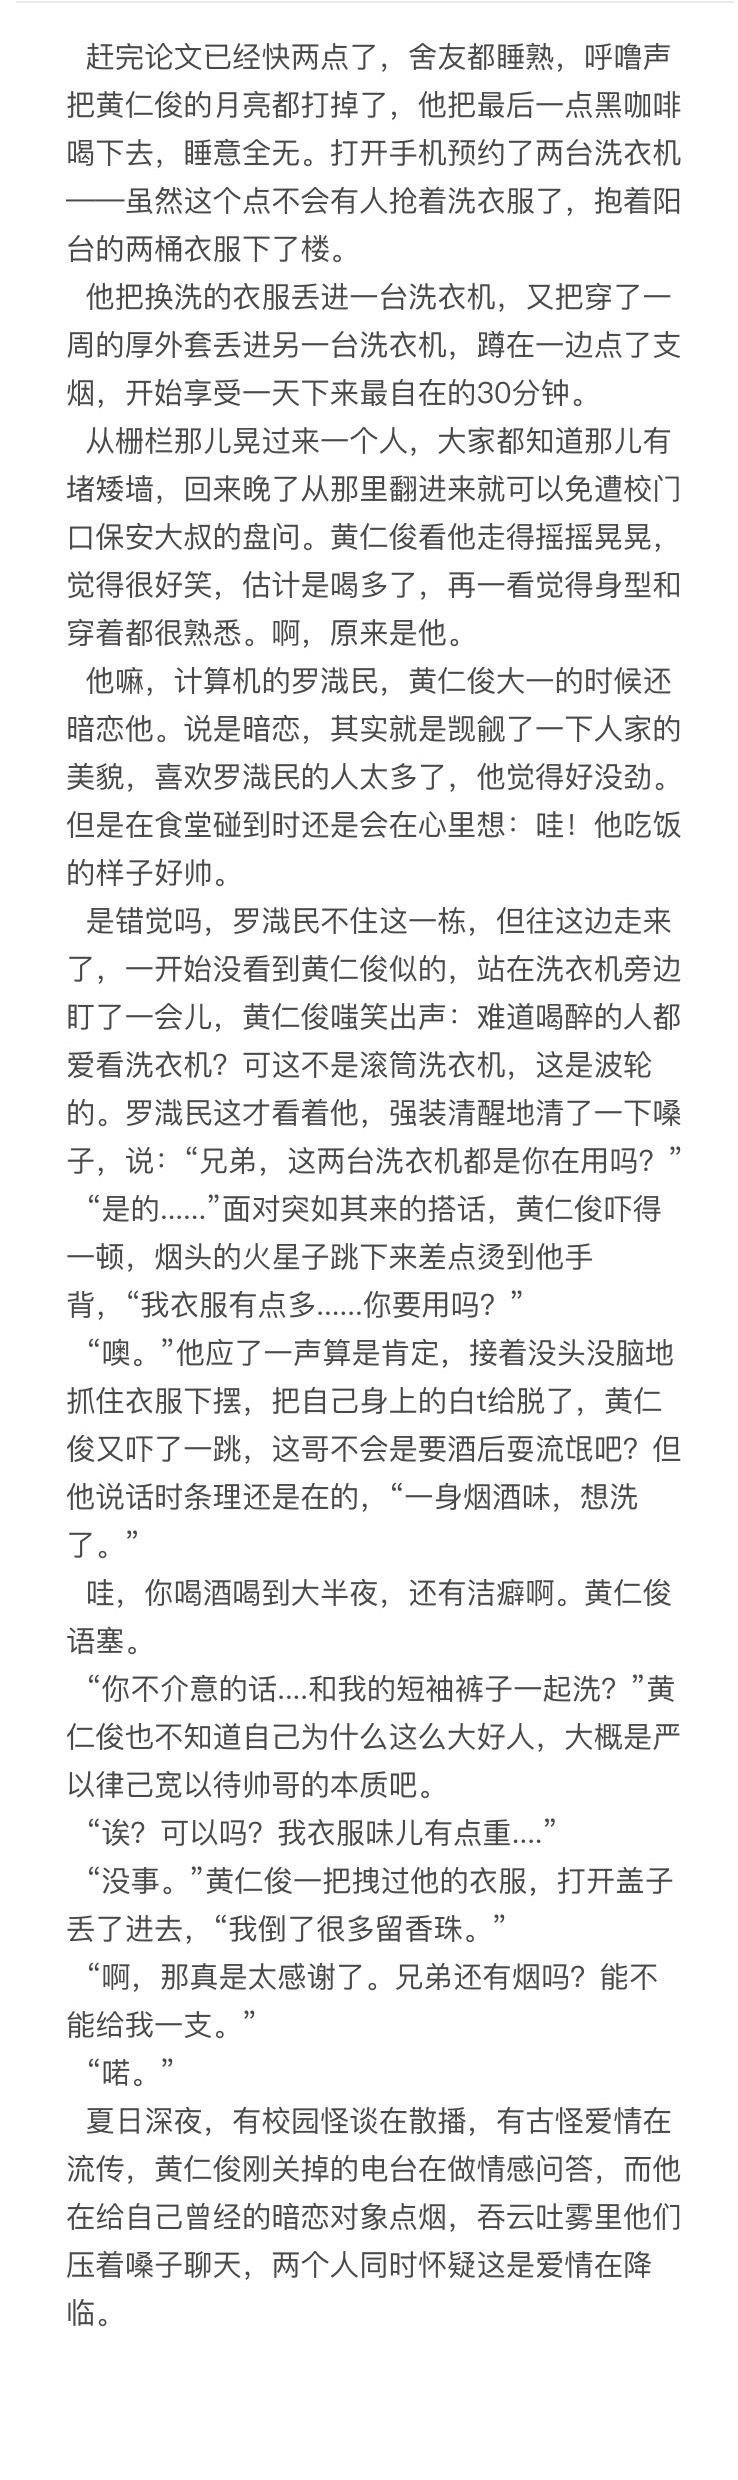 赶完论文已经快两点了，舍友都睡熟，呼噜声
把黄仁俊的月亮都打掉了，他把最后一点黑咖啡
喝下去，睡意全无。打开手机预约了两台洗衣机
——虽然这个点不会有人抢着洗衣服了，抱着阳
台的两桶衣服下了楼。
他把换洗的衣服丢进一台洗衣机，又把穿了一
周的厚外套丢进另一台洗衣机，蹲在一边点了支
烟，开始享受一天下来最自在的30分钟。
从栅栏那儿晃过来一个人，大家都知道那儿有
堵矮墙，回来晚了从那里翻进来就可以免遭校门
口保安大叔的盘问。黄仁俊看他走得摇摇晃晃，
觉得很好笑，估计是喝多了，再一看觉得身型和
穿着都很熟悉。啊，原来是他。
他嘛，计算机的罗渽民，黄仁俊大一的时候还
暗恋他。说是暗恋，其实就是觊觎了一下人家的
美貌，喜欢罗渽民的人太多了，他觉得好没劲。
但是在食堂碰到时还是会在心里想：哇！他吃饭
的样子好帅。
是错觉吗，罗渽民不住这一栋，但往这边走来
了，一开始没看到黄仁俊似的，站在洗衣机旁边
盯了一会儿，黄仁俊嗤笑出声：难道喝醉的人都
爱看洗衣机？可这不是滚筒洗衣机，这是波轮
的。罗渽民这才看着他，强装清醒地清了一下嗓
子，说：“兄弟，这两台洗衣机都是你在用吗？”
“是的......”面对突如其来的搭话，黄仁俊吓得
一顿，烟头的火星子跳下来差点烫到他手
背，“我衣服有点多......你要用吗？”
“噢。”他应了一声算是肯定，接着没头没脑地
抓住衣服下摆，把自己身上的白t给脱了，黄仁
俊又吓了一跳，这哥不会是要酒后耍流氓吧？但
他说话时条理还是在的，“一身烟酒味，想洗
了。”
哇，你喝酒喝到大半夜，还有洁癖啊。黄仁俊
语塞。
“你不介意的话....和我的短袖裤子一起洗？”黄
仁俊也不知道自己为什么这么大好人，大概是严
以律己宽以待帅哥的本质吧。
“诶？可以吗？我衣服味儿有点重....”
“没事。”黄仁俊一把拽过他的衣服，打开盖子
丢了进去，“我倒了很多留香珠。”
“啊，那真是太感谢了。兄弟还有烟吗？能不
能给我一支。”
“喏。”
夏日深夜，有校园怪谈在散播，有古怪爱情在
流传，黄仁俊刚关掉的电台在做情感问答，而他
在给自己曾经的暗恋对象点烟，吞云吐雾里他们
压着嗓子聊天，两个人同时怀疑这是爱情在降
临。